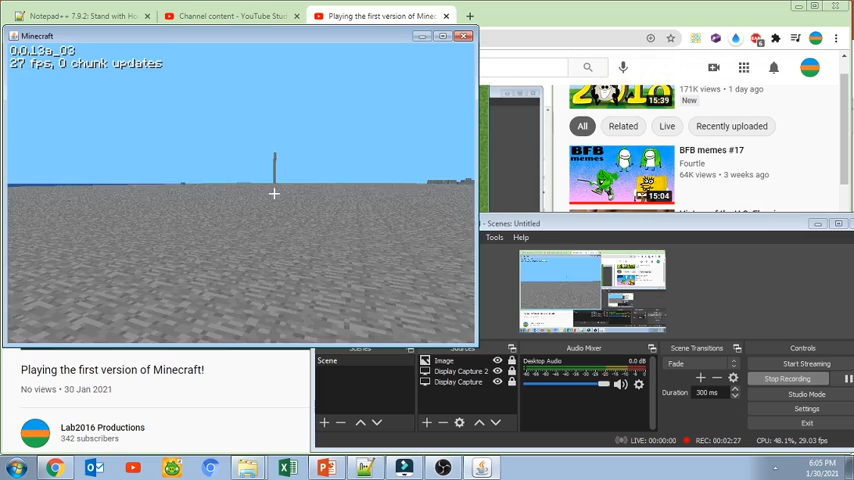 Notepad++ 7.9.2: Stand with Ho
Channel content - YouTube Studi
Playing the first version of Minec
Minecraft
0.0.13a_03
27 fps, 0 chunk updates
15:39
171K views • 1 day ago
New
All
Related
Live
Recently uploaded
BFB memes #17
Fourtle
64K views • 3 weeks ago
15:04
- Scenes: Untitled
Tools
Help
Playing the first version of Minecraft!
No views • 30 Jan 2021
Lab2016 Productions
342 subscribers
Scenes
Sources
Audio Mixer
Scene Transitions
Controls
Scene
Image
Display Capture 2
Display Capture
Desktop Audio
0.0 dB
Fade
Duration
300 ms
Start Streaming
Stop Recording
Studio Mode
Settings
Exit
LIVE: 00:00:00
REC: 00:02:27
CPU: 48.1%, 29.03 fps
6:05 PM
1/30/2021